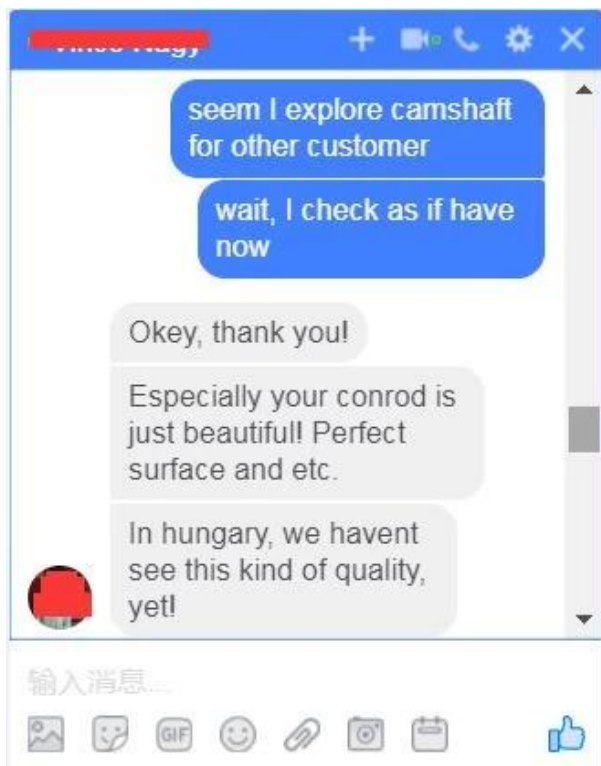 seem I explore camshaft
for other customer
wait, I check as if have
now
Okey, thank you!
Especially your conrod is
just beautiful! Perfect
surface and etc.
In hungary, we havent
see this kind of quality,
yet!
输入消息...
GIF